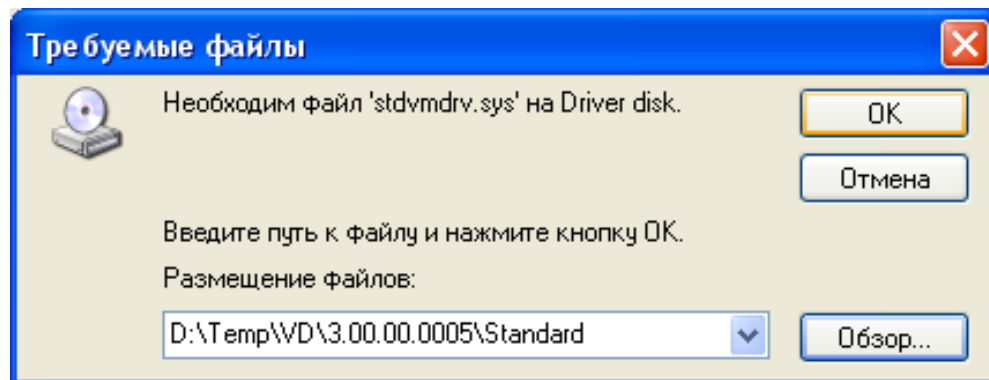 Требуемые файлы
Необходим файл 'stdvmdrv.sys' на Driver disk.
OK
Отмена
Введите путь к файлу и нажмите кнопку ОК.
Размещение файлов:
D:\Temp\VD\3.00.00.0005\Standard
Обзор...